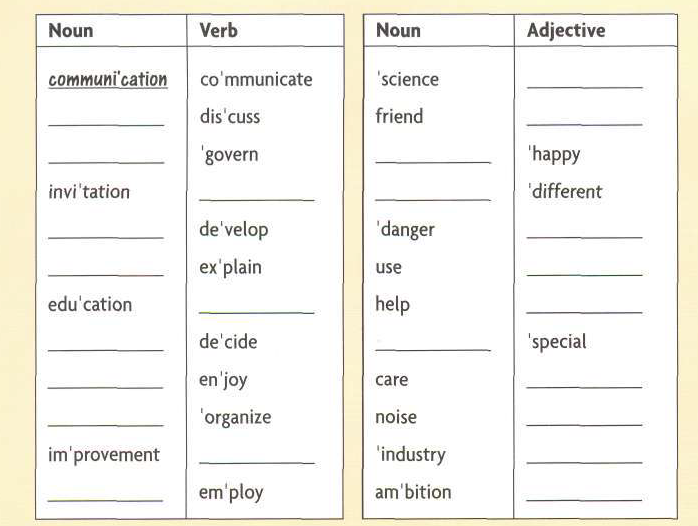 Noun Verb Noun Adjective
communi'cation co'mmunicate 'science
dis'cuss friend
'govern 'happy
invi'tation 'different
de'velop 'danger
ex'plain use
edu'cation help
de'cide 'special
en'joy care
'organize noise
im'provement 'industry
em'ploy am'bition